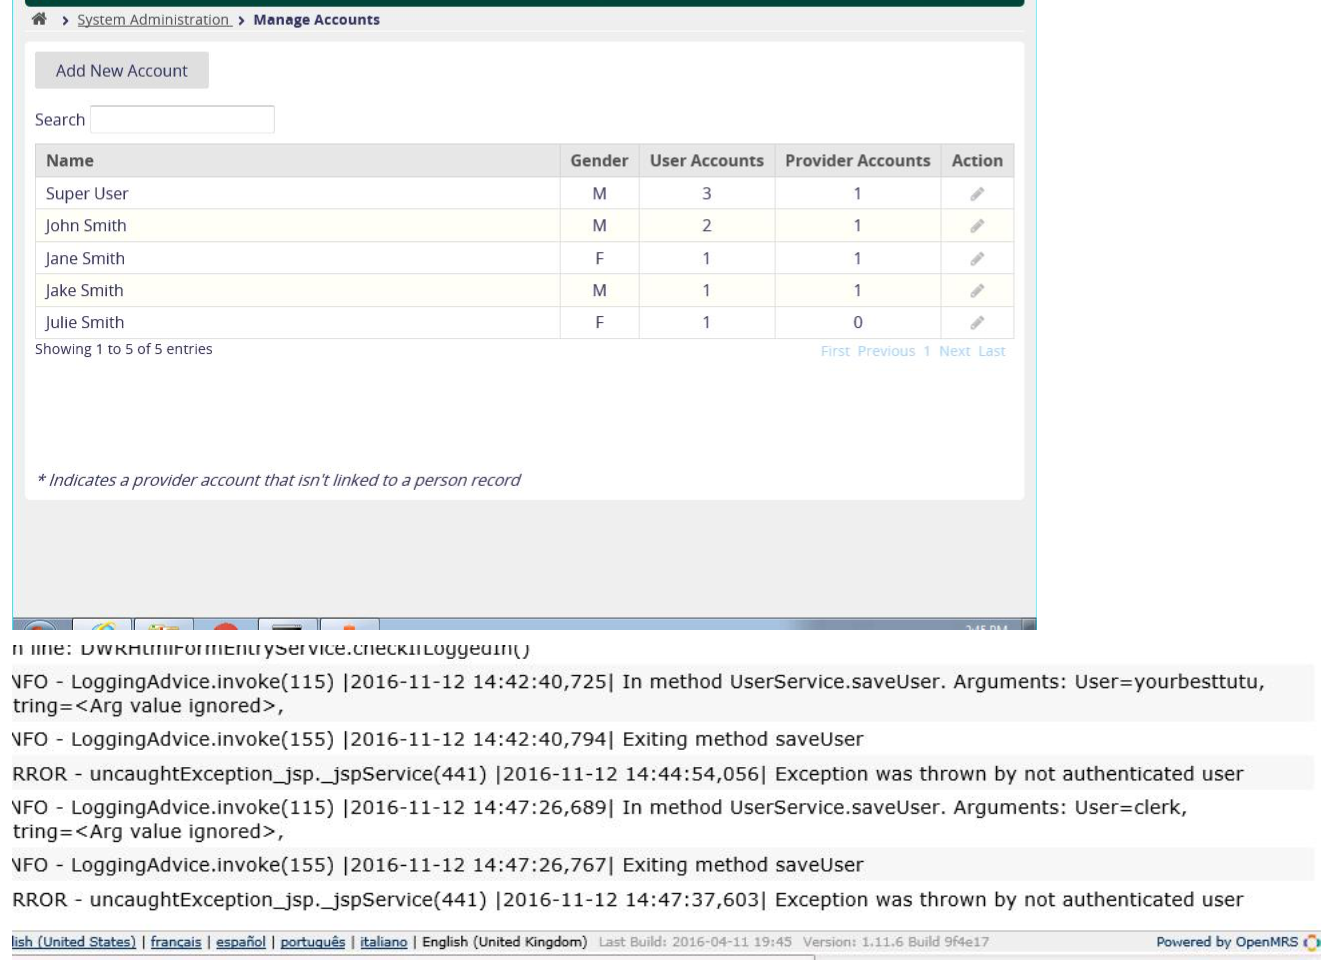 > System Administration > Manage Accounts
Add New Account
Search
Name Gender User Accounts Provider Accounts Action
Super User M 3 1
John Smith M 2 1
Jane Smith F 1 1
Jake Smith M 1 1
Julie Smith F 1 0
Showing 1 to 5 of 5 entries First Previous 1 Next Last
* Indicates a provider account that isn't linked to a person record
2:45 PM
n line: DWRHtmlFormEntryService.checkIfLoggedIn()
NFO - LoggingAdvice.invoke(115) |2016-11-12 14:42:40,725| In method UserService.saveUser. Arguments: User=yourbesttutu,
tring=<Arg value ignored>,
NFO - LoggingAdvice.invoke(155) |2016-11-12 14:42:40,794| Exiting method saveUser
RROR - uncaughtException_jsp._jspService(441) |2016-11-12 14:44:54,056| Exception was thrown by not authenticated user
NFO - LoggingAdvice.invoke(115) |2016-11-12 14:47:26,689| In method UserService.saveUser. Arguments: User=clerk,
tring=<Arg value ignored>,
NFO - LoggingAdvice.invoke(155) |2016-11-12 14:47:26,767| Exiting method saveUser
RROR - uncaughtException_jsp._jspService(441) |2016-11-12 14:47:37,603| Exception was thrown by not authenticated user
lish (United States) | français | español | português | italiano | English (United Kingdom) Last Build: 2016-04-11 19:45 Version: 1.11.6 Build 9f4e17 Powered by OpenMRS